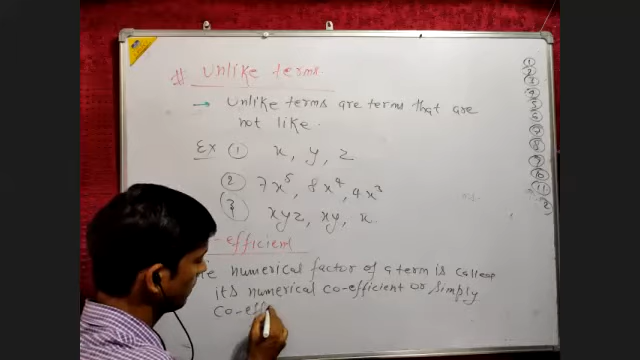 # Unlike terms.
→ Unlike terms are terms that are
not like.
Ex ① x, y, z
② 7x⁵, 8x⁴, 4x²
③ xyz, xy, x.
-efficient
numerical factor of a term is called
its numerical co-efficient or simply
co-eff